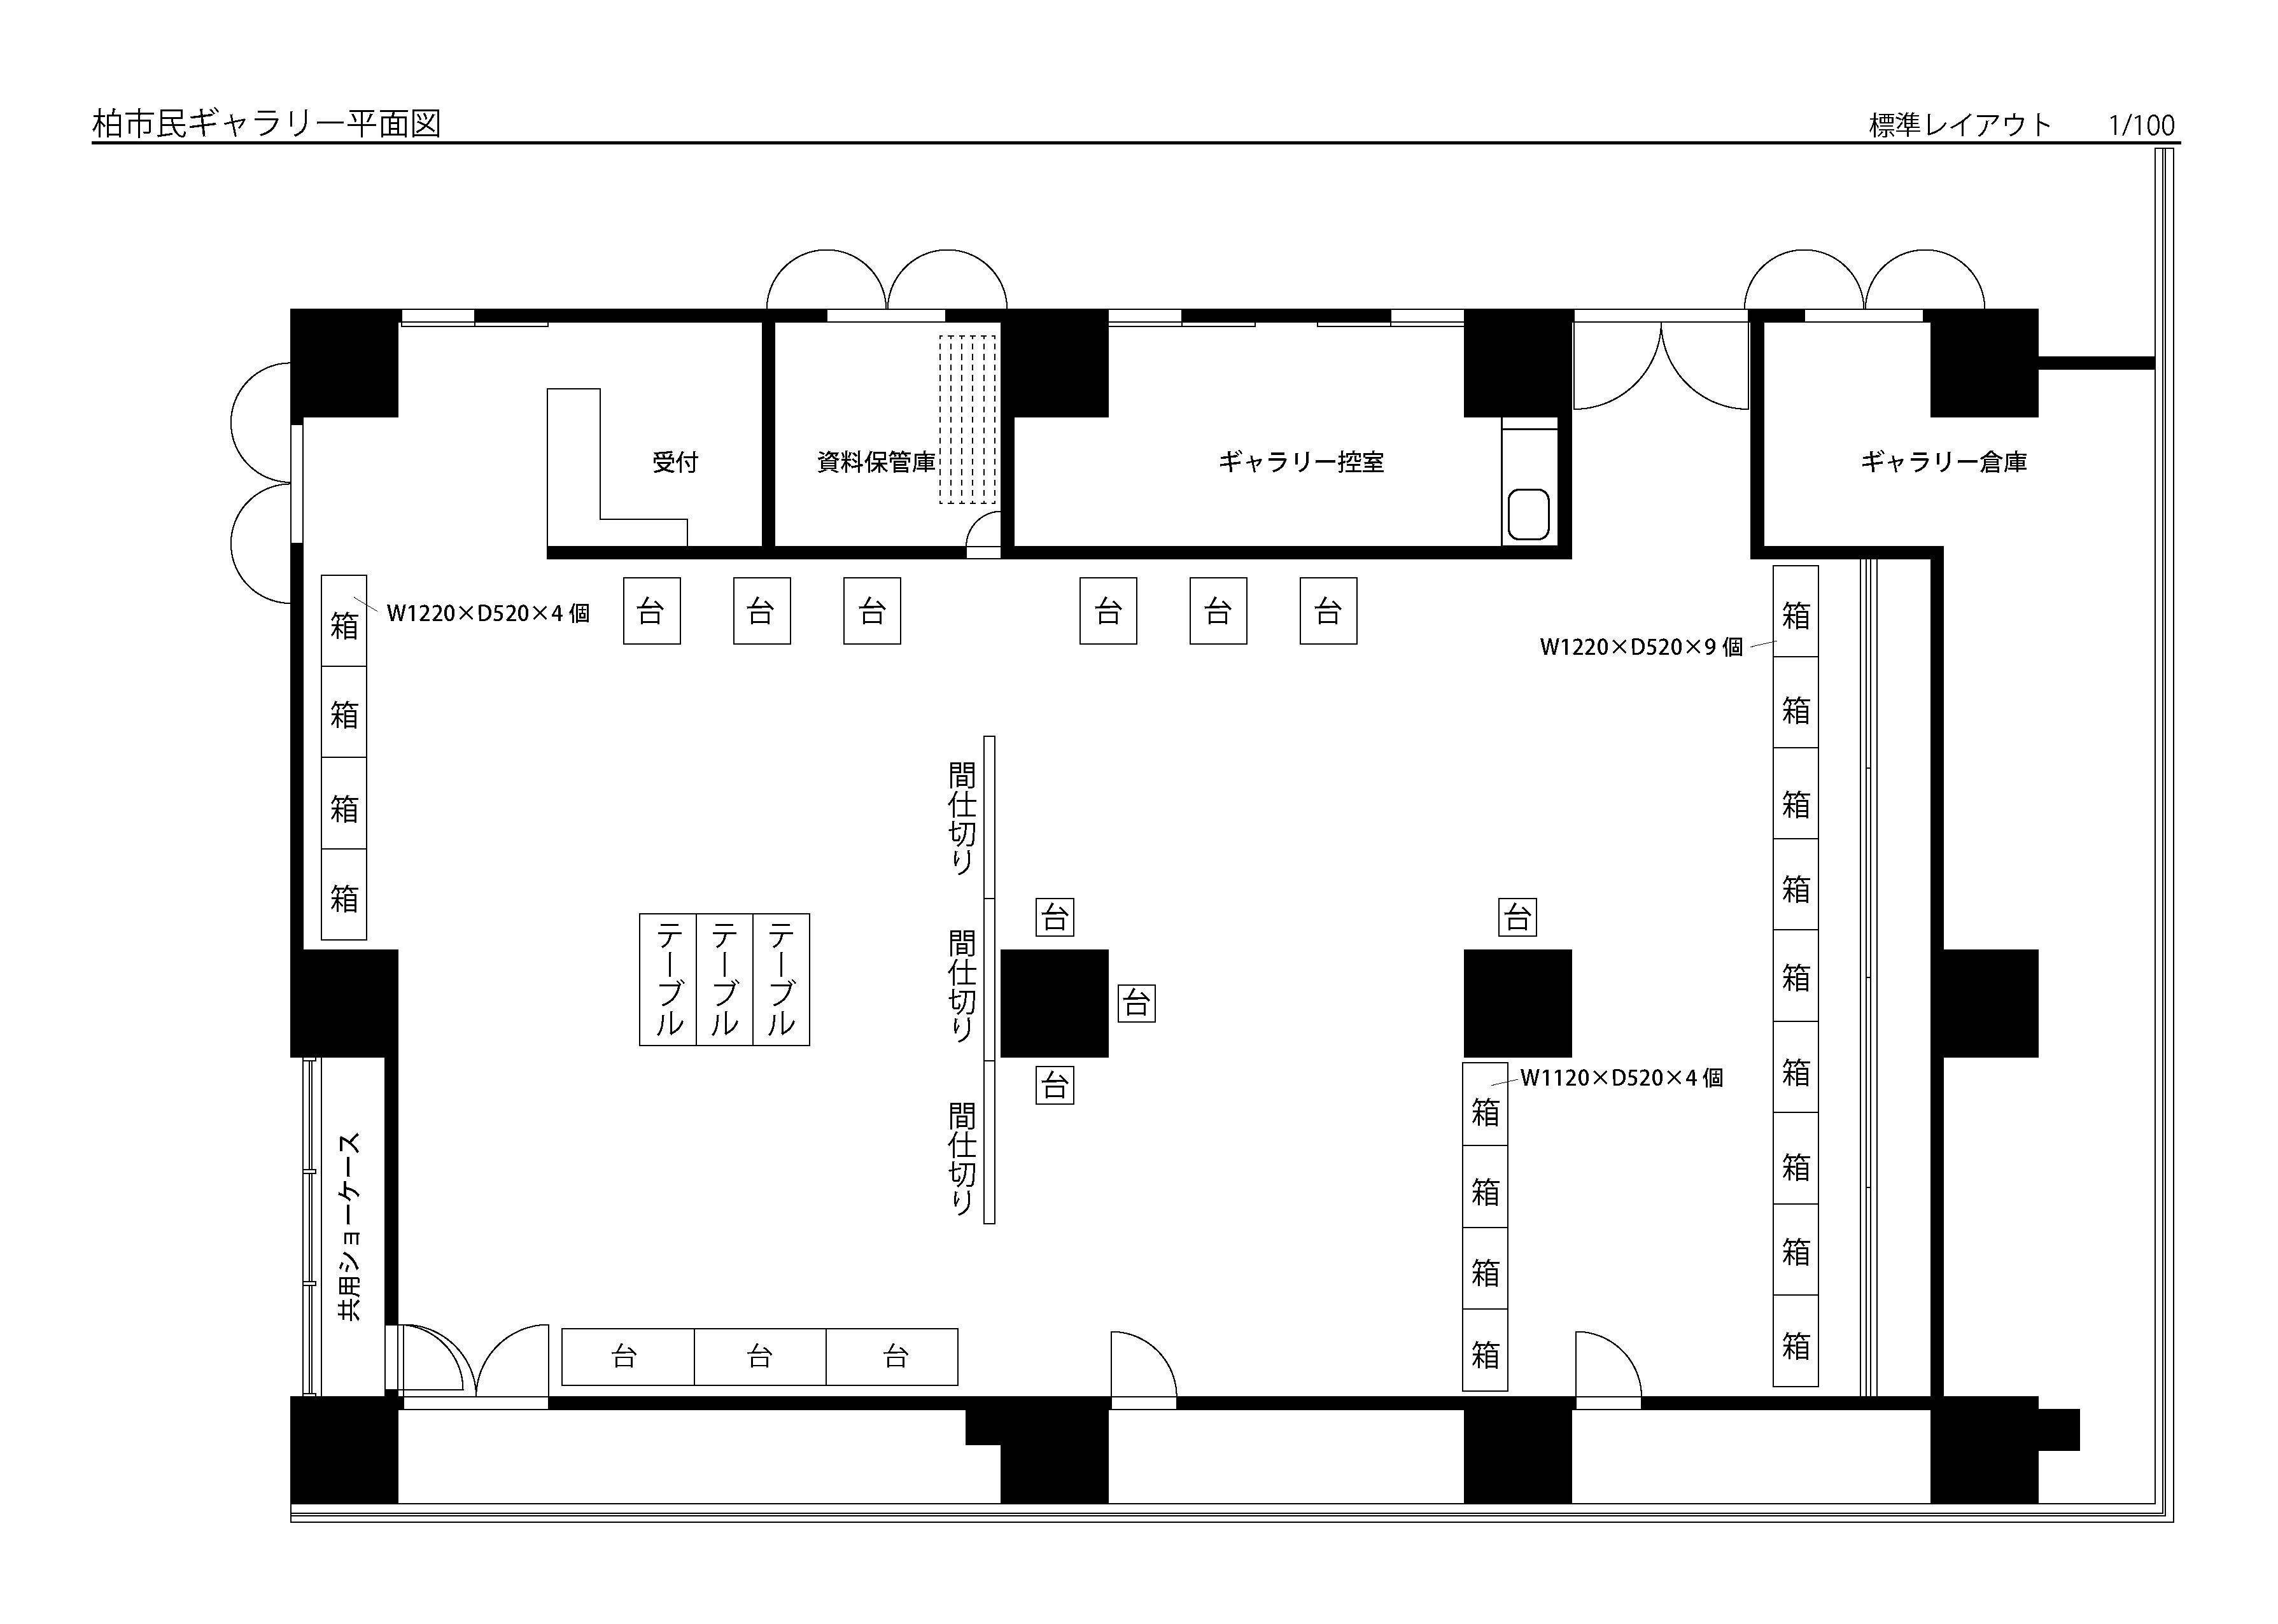 柏市民ギャラリー平面図
標準レイアウト 1/100
受付
資料保管庫
ギャラリー控室
ギャラリー倉庫
箱
箱
箱
箱
W1220×D520×4 個
台
台
台
台
台
台
W1220×D520×9 個
箱
箱
箱
箱
箱
箱
箱
箱
箱
間仕切り
間仕切り
間仕切り
テーブル
テーブル
テーブル
台
台
台
台
W1120×D520×4 個
箱
箱
箱
箱
共用ショーケース
台
台
台